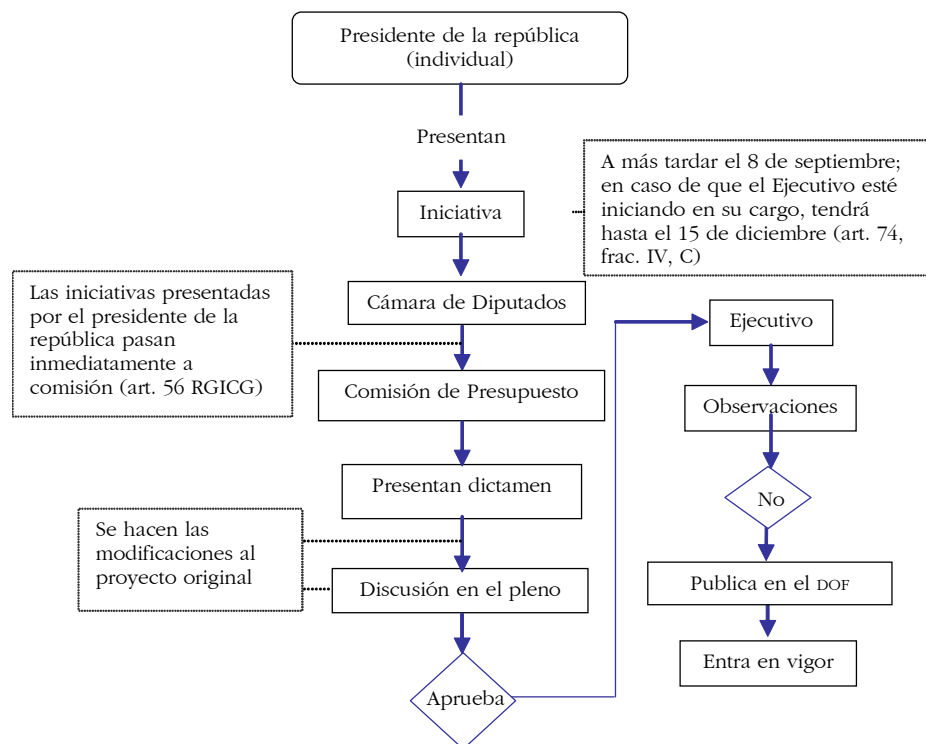 Presidente de la república
(individual)
Presentan
A más tardar el 8 de septiembre;
en caso de que el Ejecutivo esté
iniciando en su cargo, tendrá
hasta el 15 de diciembre (art. 74,
frac. IV, C)
Iniciativa
Las iniciativas presentadas
por el presidente de la
república pasan
inmediatamente a
comisión (art. 56 RGICG)
Cámara de Diputados
Comisión de Presupuesto
Presentan dictamen
Se hacen las
modificaciones al
proyecto original
Discusión en el pleno
Aprueba
Ejecutivo
Observaciones
No
Publica en el DOF
Entra en vigor